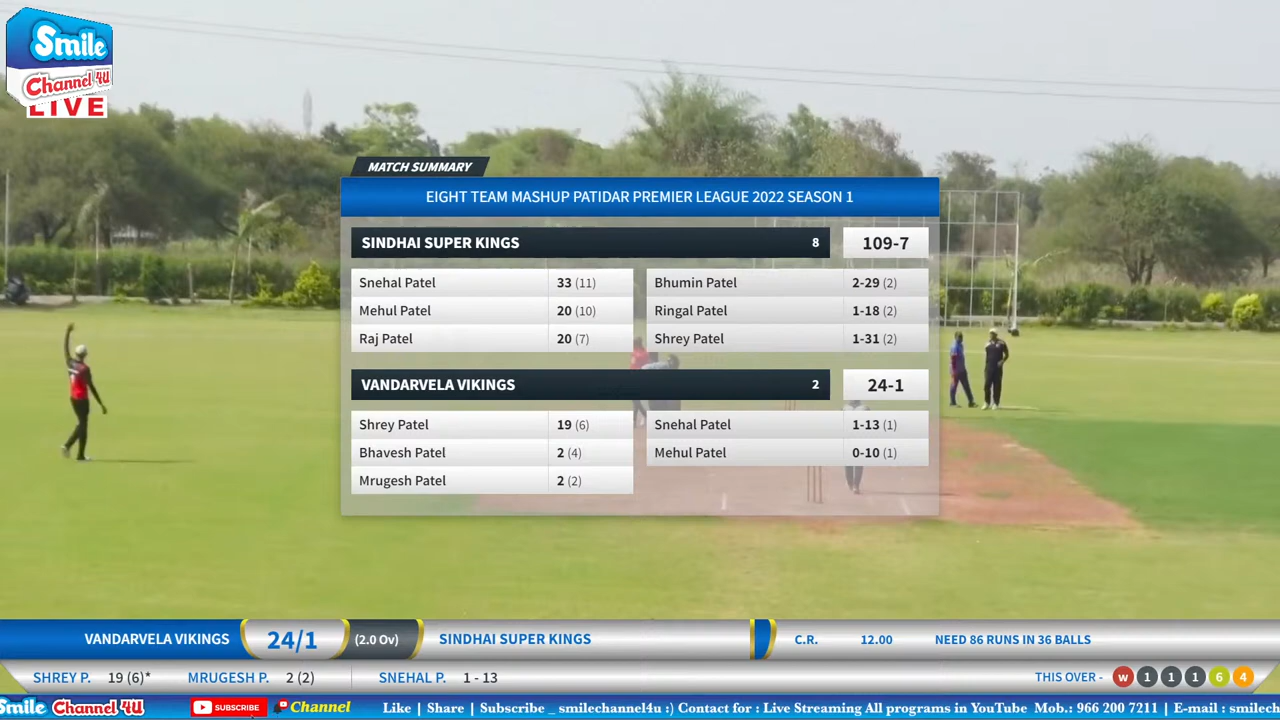 Smile
Channel 4U
LIVE
MATCH SUMMARY
EIGHT TEAM MASHUP PATIDAR PREMIER LEAGUE 2022 SEASON 1
SINDHAI SUPER KINGS 8 109-7
Snehal Patel 33 (11) Bhumin Patel 2-29 (2)
Mehul Patel 20 (10) Ringal Patel 1-18 (2)
Raj Patel 20 (7) Shrey Patel 1-31 (2)
VANDARVELA VIKINGS 2 24-1
Shrey Patel 19 (6) Snehal Patel 1-13 (1)
Bhavesh Patel 2 (4) Mehul Patel 0-10 (1)
Mrugesh Patel 2 (2)
VANDARVELA VIKINGS 24/1 (2.0 Ov) SINDHAI SUPER KINGS C.R. 12.00 NEED 86 RUNS IN 36 BALLS
SHREY P. 19 (6)* MRUGESH P. 2 (2) SNEHAL P. 1 - 13 THIS OVER - w 1 1 1 6 4
Smile Channel 4U SUBSCRIBE Channel Like | Share | Subscribe _ smilechannel4u :) Contact for : Live Streaming All programs in YouTube Mob.: 966 200 7211 | E-mail : smilech